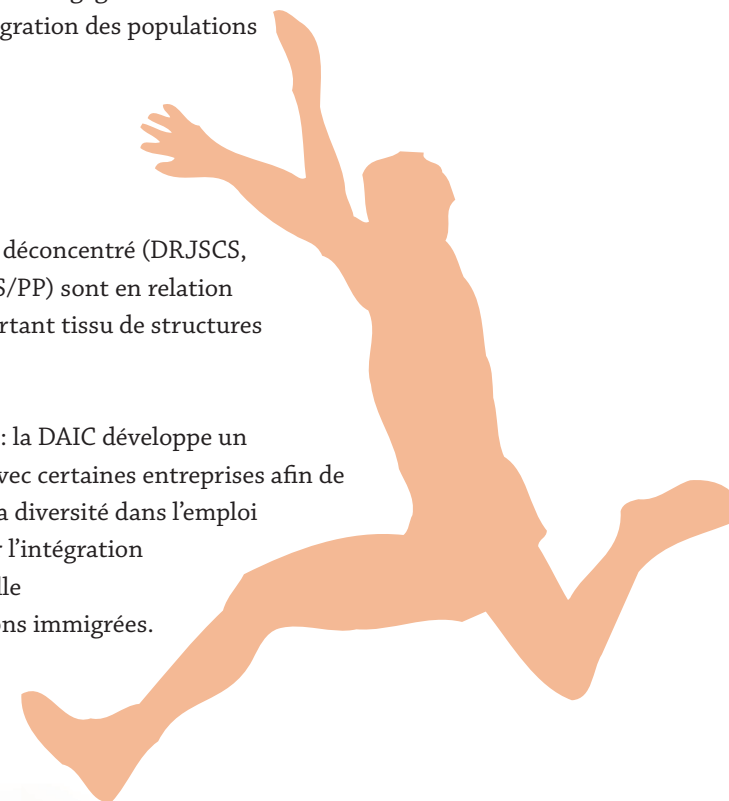 gration des populations
déconcentré (DRJSCS,
S/PP) sont en relation
rtant tissu de structures
: la DAIC développe un
vec certaines entreprises afin de
a diversité dans l’emploi
r l’intégration
lle
ons immigrées.